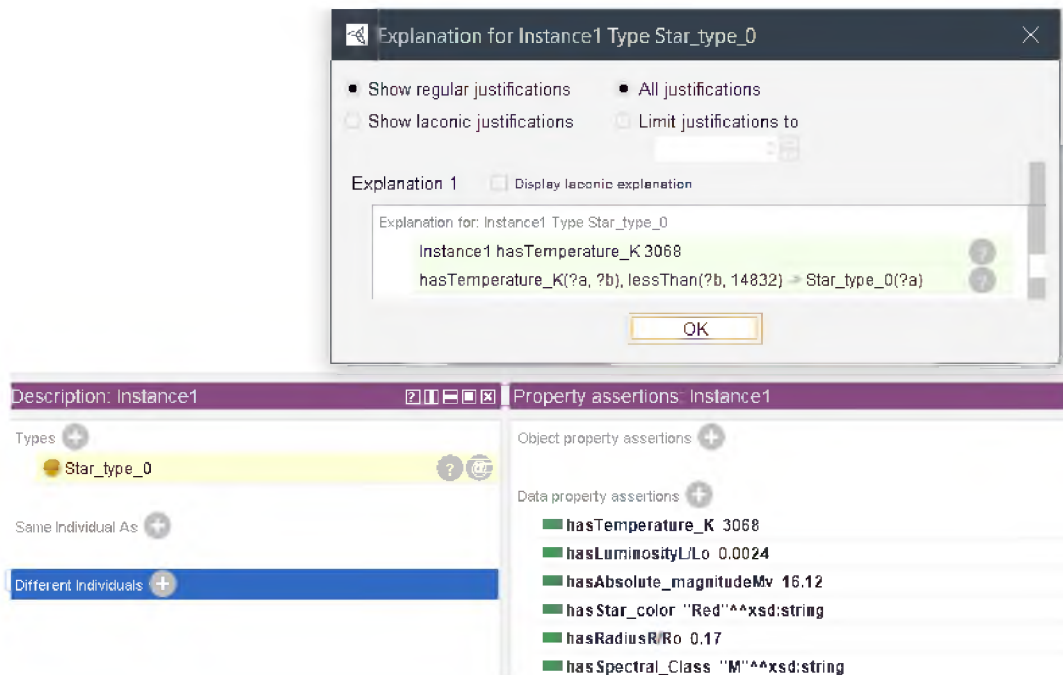 Explanation for Instance1 Type Star_type_0
Show regular justifications
All justifications
Show laconic justifications
Limit justifications to
Explanation 1
Display laconic explanation
Explanation for: Instance1 Type Star_type_0
Instance1 hasTemperature_K 3068
hasTemperature_K(?a, ?b), lessThan(?b, 14832) -> Star_type_0(?a)
OK
Description: Instance1
Types
Star_type_0
Same Individual As
Different Individuals
Property assertions: Instance1
Object property assertions
Data property assertions
hasTemperature_K 3068
hasLuminosityL/Lo 0.0024
hasAbsolute_magnitudeMv 16.12
hasStar_color "Red"^^xsd:string
hasRadiusR/Ro 0.17
hasSpectral_Class "M"^^xsd:string